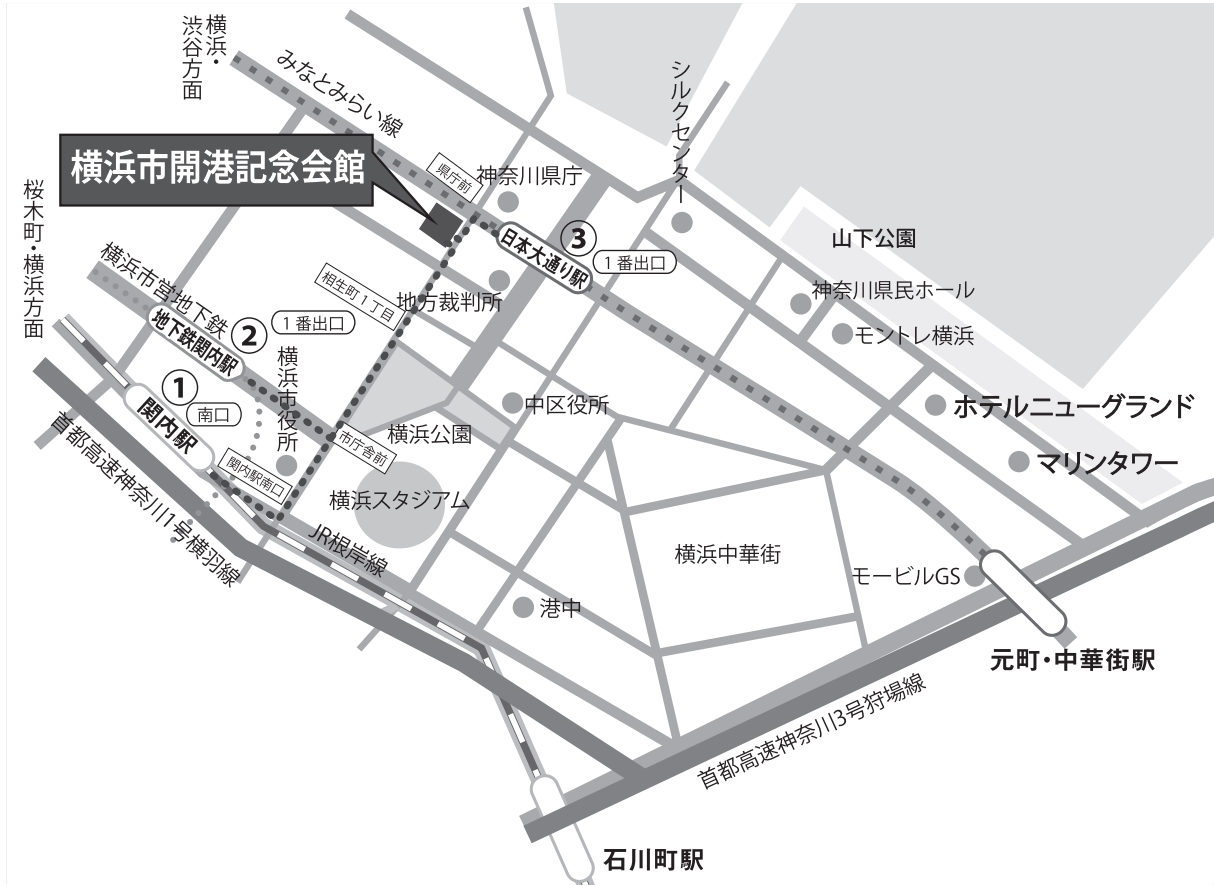 横浜・
渋谷方面
みなとみらい線
シルクセンター
横浜市開港記念会館
県庁前
神奈川県庁
桜木町・横浜方面
日本大通り駅
③
1番出口
山下公園
横浜市営地下鉄
相生町1丁目
地方裁判所
神奈川県民ホール
モントレ横浜
地下鉄関内駅
②
1番出口
横浜市役所
①
南口
関内駅
中区役所
ホテルニューグランド
横浜公園
市庁舎前
マリンタワー
関内駅南口
首都高速神奈川1号横羽線
横浜スタジアム
JR根岸線
横浜中華街
モービルGS
港中
元町・中華街駅
首都高速神奈川3号狩場線
石川町駅